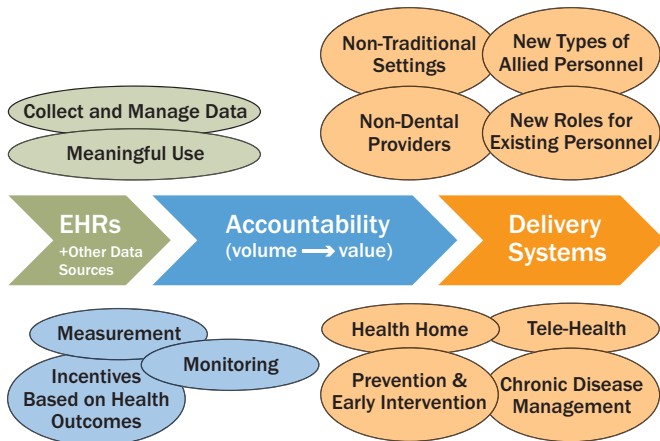 Non-Traditional
Settings
New Types of
Allied Personnel
Collect and Manage Data
Meaningful Use
Non-Dental
Providers
New Roles for
Existing Personnel
EHRs
+Other Data
Sources
Accountability
(volume → value)
Delivery
Systems
Measurement
Monitoring
Incentives
Based on Health
Outcomes
Health Home
Tele-Health
Prevention &
Early Intervention
Chronic Disease
Management